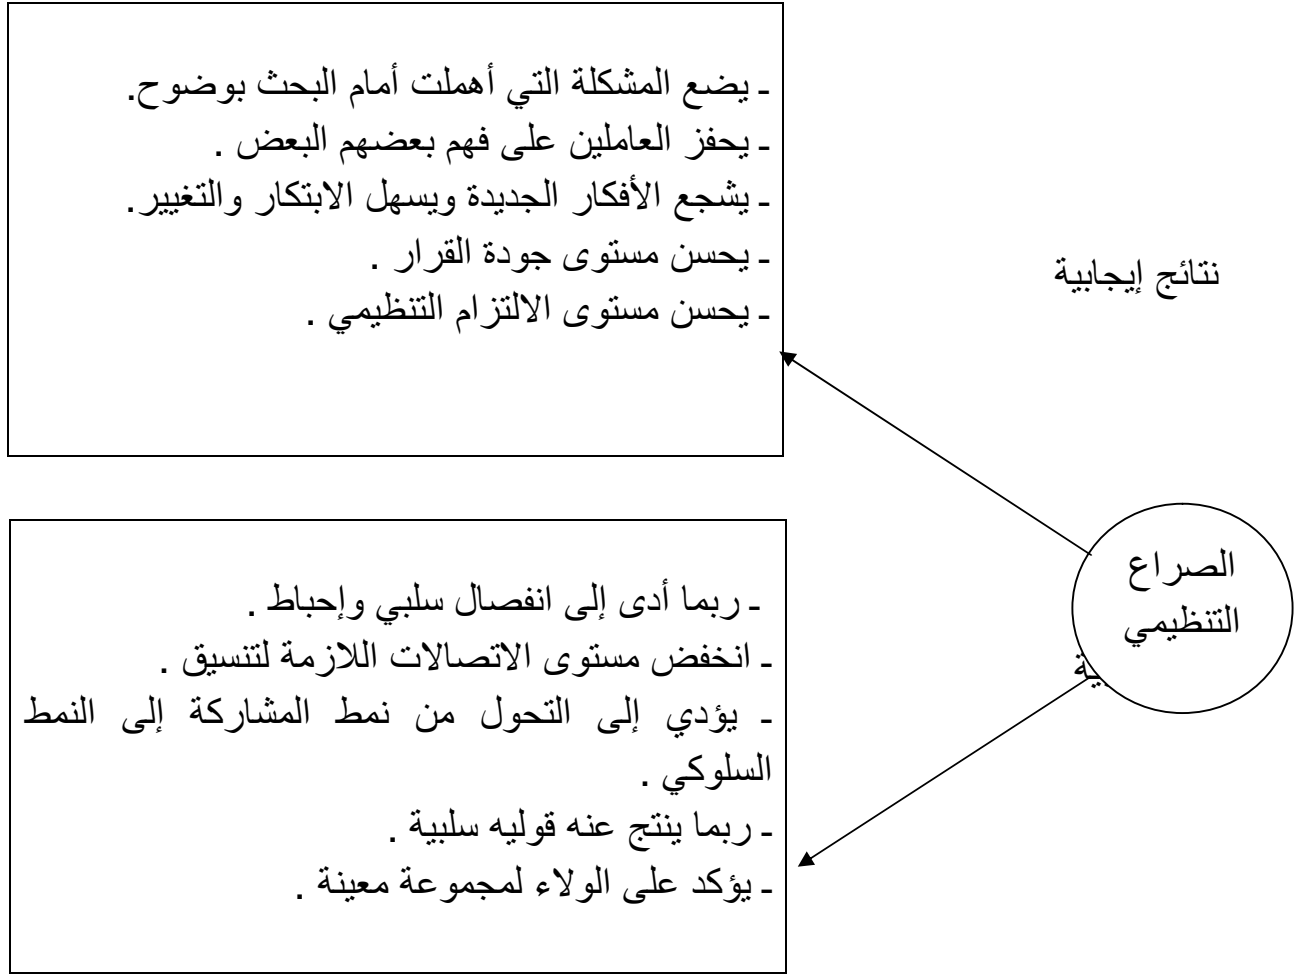 ـ يضع المشكلة التي أهملت أمام البحث بوضوح.
ـ يحفز العاملين على فهم بعضهم البعض .
ـ يشجع الأفكار الجديدة ويسهل الابتكار والتغيير.
ـ يحسن مستوى جودة القرار .
ـ يحسن مستوى الالتزام التنظيمي .
نتائج إيجابية
الصراع
التنظيمي
ـ ربما أدى إلى انفصال سلبي وإحباط .
ـ انخفض مستوى الاتصالات اللازمة لتنسيق .
ـ يؤدي إلى التحول من نمط المشاركة إلى النمط
السلوكي .
ـ ربما ينتج عنه قوليه سلبية .
ـ يؤكد على الولاء لمجموعة معينة .